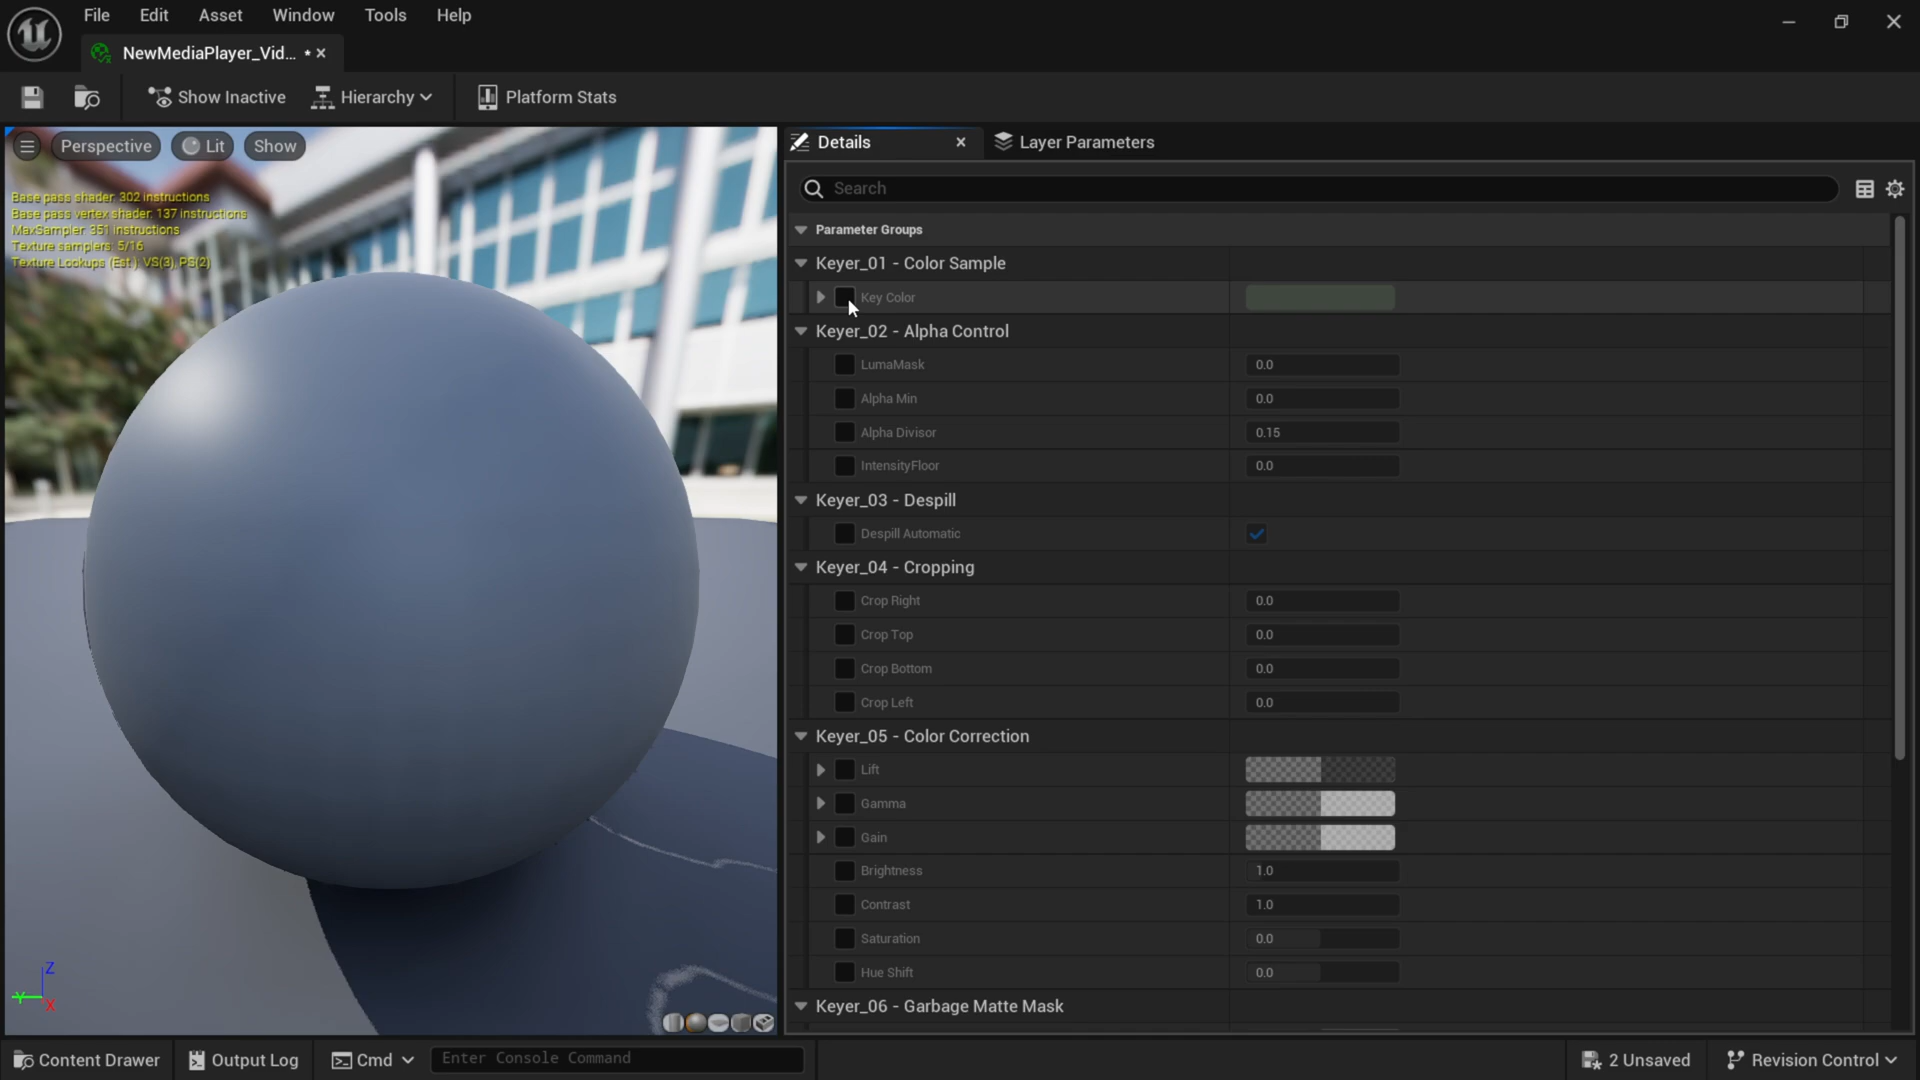 File Edit Asset Window Tools Help
NewMediaPlayer_Vid... •
Show Inactive Hierarchy Platform Stats
Perspective Lit Show
Base pass shader: 302 instructions
Base pass vertex shader: 137 instructions
MaxSampler: 351 instructions
Texture samplers: 5/16
Texture Lookups (Est.): VS(3), PS(2)
Z
Y
X
Details Layer Parameters
Search
Parameter Groups
Keyer_01 - Color Sample
Key Color
Keyer_02 - Alpha Control
LumaMask 0.0
Alpha Min 0.0
Alpha Divisor 0.15
IntensityFloor 0.0
Keyer_03 - Despill
Despill Automatic
Keyer_04 - Cropping
Crop Right 0.0
Crop Top 0.0
Crop Bottom 0.0
Crop Left 0.0
Keyer_05 - Color Correction
Lift
Gamma
Gain
Brightness 1.0
Contrast 1.0
Saturation 0.0
Hue Shift 0.0
Keyer_06 - Garbage Matte Mask
Content Drawer Output Log Cmd Enter Console Command 2 Unsaved Revision Control